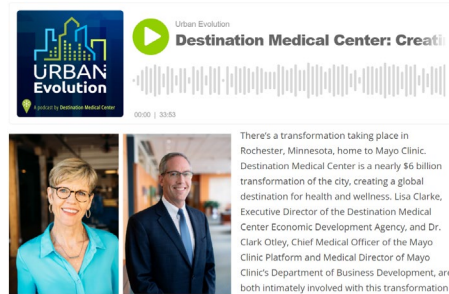 URBAN
Evolution
A podcast by Destination Medical Center
Urban Evolution
Destination Medical Center: Creati
00:00 | 33:53
There's a transformation taking place in
Rochester, Minnesota, home to Mayo Clinic.
Destination Medical Center is a nearly $6 billion
transformation of the city, creating a global
destination for health and wellness. Lisa Clarke,
Executive Director of the Destination Medical
Center Economic Development Agency, and Dr.
Clark Otley, Chief Medical Officer of the Mayo
Clinic Platform and Medical Director of Mayo
Clinic's Department of Business Development, are
both intimately involved with this transformation